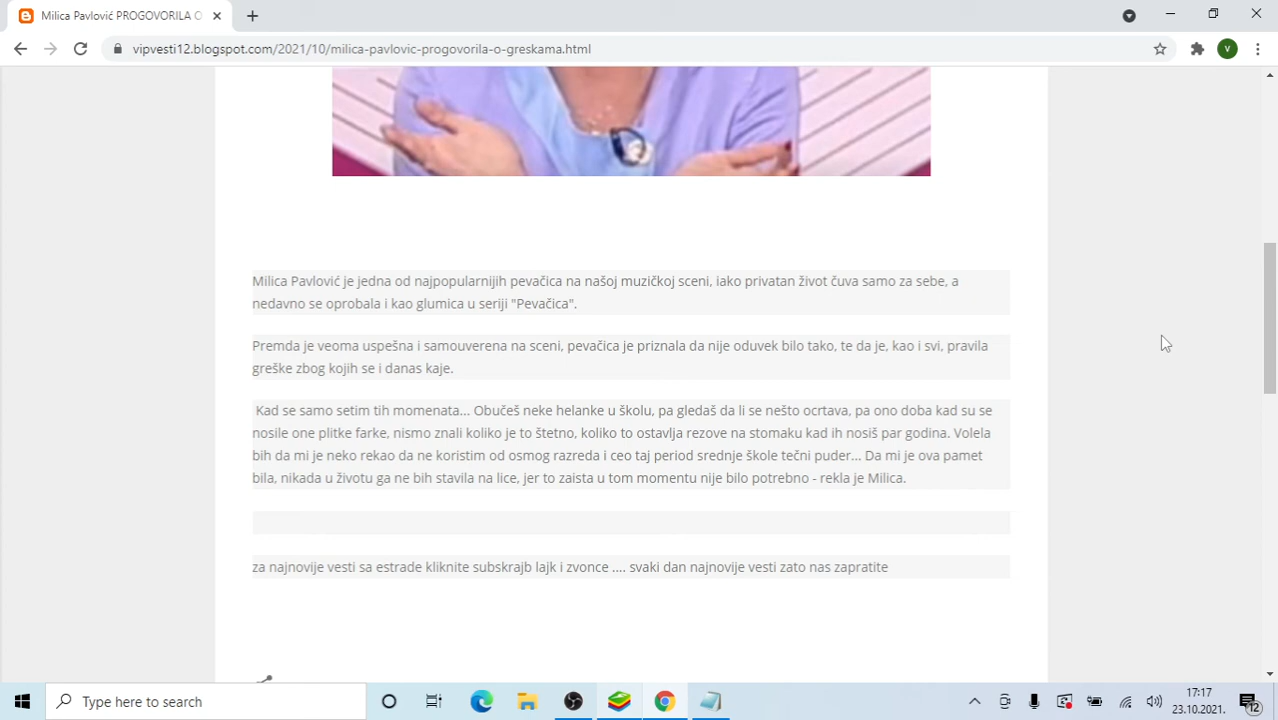 Milica Pavlović PROGOVORILA O
vipvesti12.blogspot.com/2021/10/milica-pavlovic-progovorila-o-greskama.html
V
Milica Pavlović je jedna od najpopularnijih pevačica na našoj muzičkoj sceni, iako privatan život čuva samo za sebe, a
nedavno se oprobala i kao glumica u seriji "Pevačica".
Premda je veoma uspešna i samouverena na sceni, pevačica je priznala da nije oduvek bilo tako, te da je, kao i svi, pravila
greške zbog kojih se i danas kaje.
Kad se samo setim tih momenata... Obučeš neke helanke u školu, pa gledaš da li se nešto ocrtava, pa ono doba kad su se
nosile one plitke farke, nismo znali koliko je to štetno, koliko to ostavlja rezove na stomaku kad ih nosiš par godina. Volela
bih da mi je neko rekao da ne koristim od osmog razreda i ceo taj period srednje škole tečni puder... Da mi je ova pamet
bila, nikada u životu ga ne bih stavila na lice, jer to zaista u tom momentu nije bilo potrebno - rekla je Milica.
za najnovije vesti sa estrade kliknite subskrajb lajk i zvonce .... svaki dan najnovije vesti zato nas zapratite
Type here to search
17:17
23.10.2021.
12